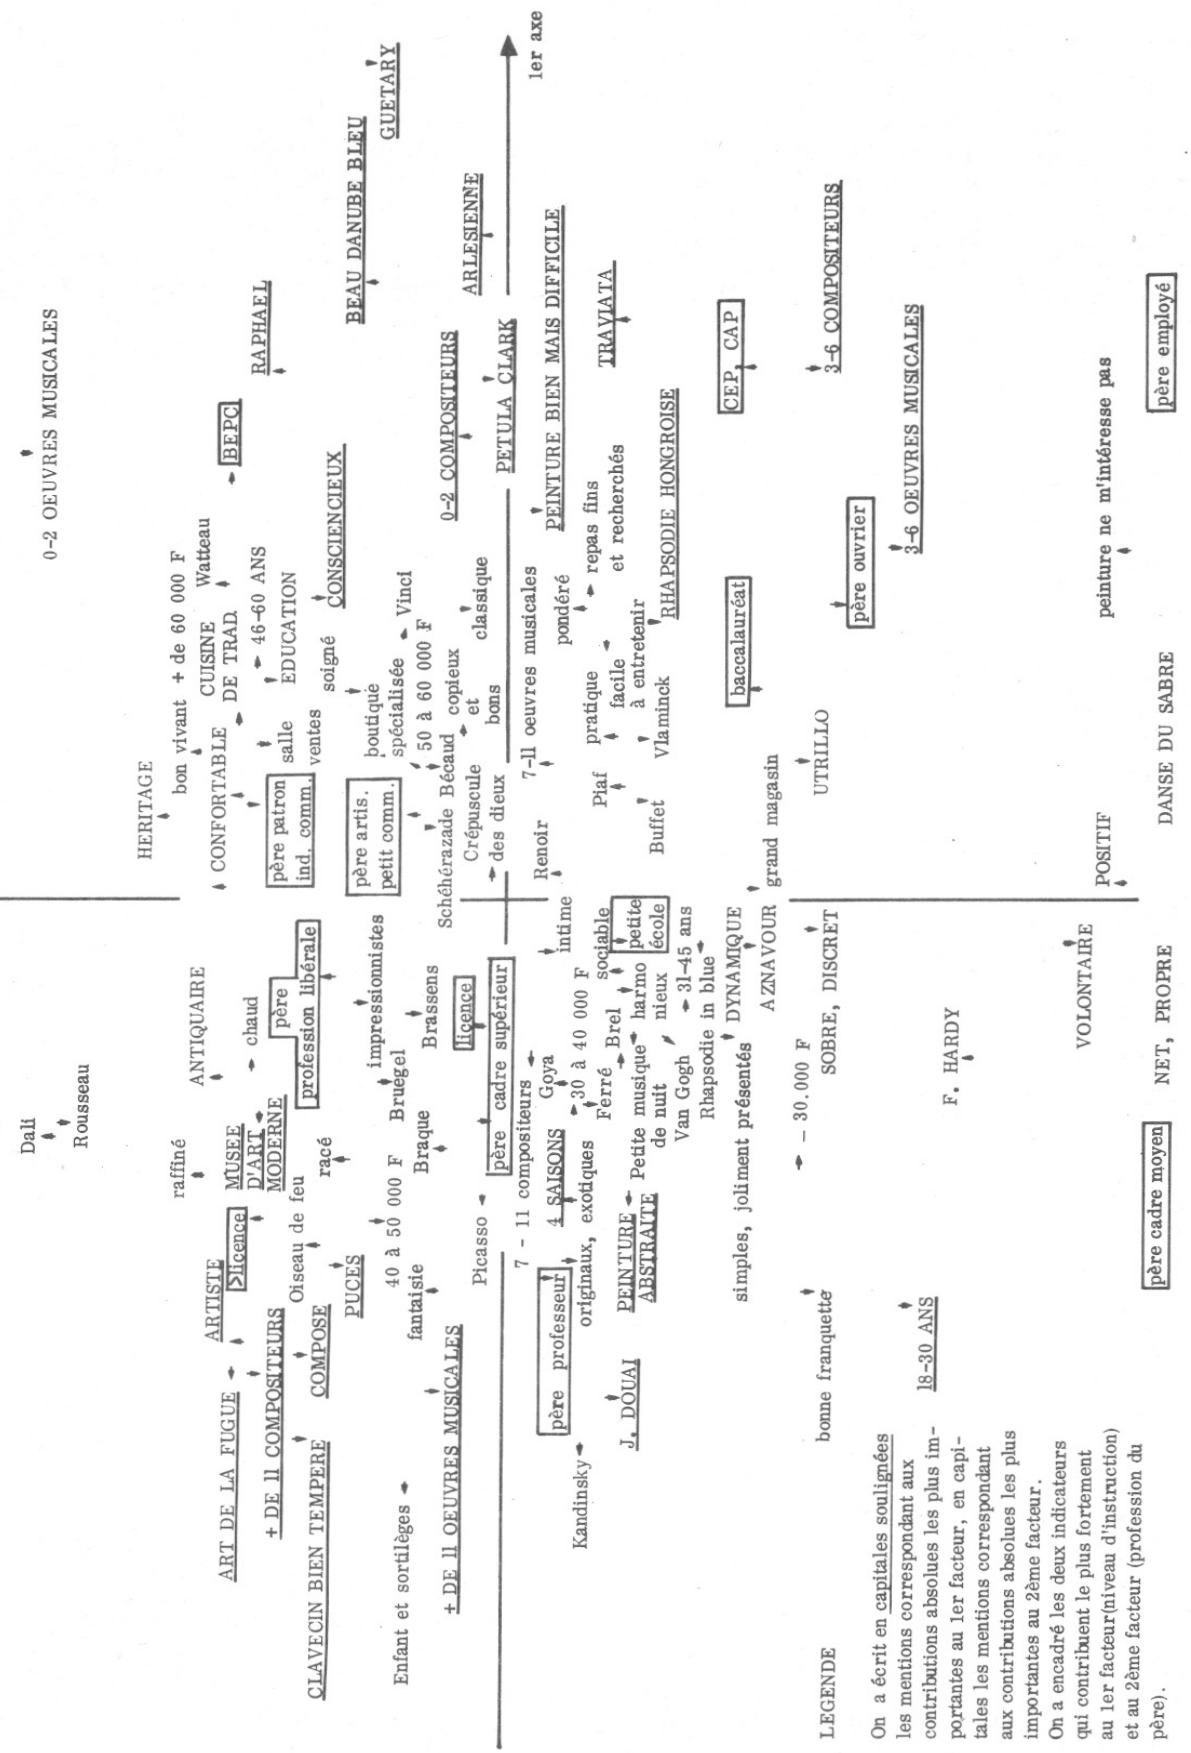 0-2 OEUVRES MUSICALES
Dali
Rousseau
HERITAGE
bon vivant
+ de 60 000 F
raffiné
ANTIQUAIRE
CONFORTABLE
CUISINE
DE TRAD.
Watteau
BEPC
RAPHAEL
ARTISTE
ART DE LA FUGUE
>licence
MUSEE
D'ART
MODERNE
chaud
46-60 ANS
EDUCATION
salle
ventes
père patron
ind. comm.
père
profession libérale
+ DE 11 COMPOSITEURS
Oiseau de feu
racé
soigné
CONSCIENCIEUX
CLAVECIN BIEN TEMPERE
COMPOSE
PUCES
BEAU DANUBE BLEU
GUETARY
père artis.
petit comm.
boutique
spécialisée
Vinci
impressionnistes
Bruegel
40 à 50 000 F
fantaisie
Enfant et sortilèges
50 à 60 000 F
Braque
Brassens
Schéhérazade
Bécaud
copieux
et
bons
classique
0-2 COMPOSITEURS
ARLESIENNE
+ DE 11 OEUVRES MUSICALES
licence
Crépuscule
des dieux
Picasso
père cadre supérieur
PETULA CLARK
1er axe
7 - 11 compositeurs
7-11 oeuvres musicales
Renoir
PEINTURE BIEN MAIS DIFFICILE
père professeur
4 SAISONS
Goya
intime
pondéré
Kandinsky
originaux, exotiques
30 à 40 000 F
Ferré
Brel
sociable
Piaf
pratique
facile
à entretenir
repas fins
et recherchés
TRAVIATA
J. DOUAI
PEINTURE
ABSTRAITE
Petite musique
de nuit
harmo
nieux
petite
école
Buffet
Vlaminck
RHAPSODIE HONGROISE
Van Gogh
31-45 ans
Rhapsodie in blue
simples, joliment présentés
DYNAMIQUE
AZNAVOUR
grand magasin
baccalauréat
CEP, CAP
- 30.000 F
SOBRE, DISCRET
UTRILLO
père ouvrier
3-6 COMPOSITEURS
bonne franquette
3-6 OEUVRES MUSICALES
18-30 ANS
F. HARDY
VOLONTAIRE
POSITIF
peinture ne m'intéresse pas
père cadre moyen
NET, PROPRE
DANSE DU SABRE
père employé
LEGENDE
On a écrit en capitales soulignées
les mentions correspondant aux
contributions absolues les plus im-
portantes au 1er facteur, en capi-
tales les mentions correspondant
aux contributions absolues les plus
importantes au 2ème facteur.
On a encadré les deux indicateurs
qui contribuent le plus fortement
au 1er facteur(niveau d'instruction)
et au 2ème facteur (profession du
père).